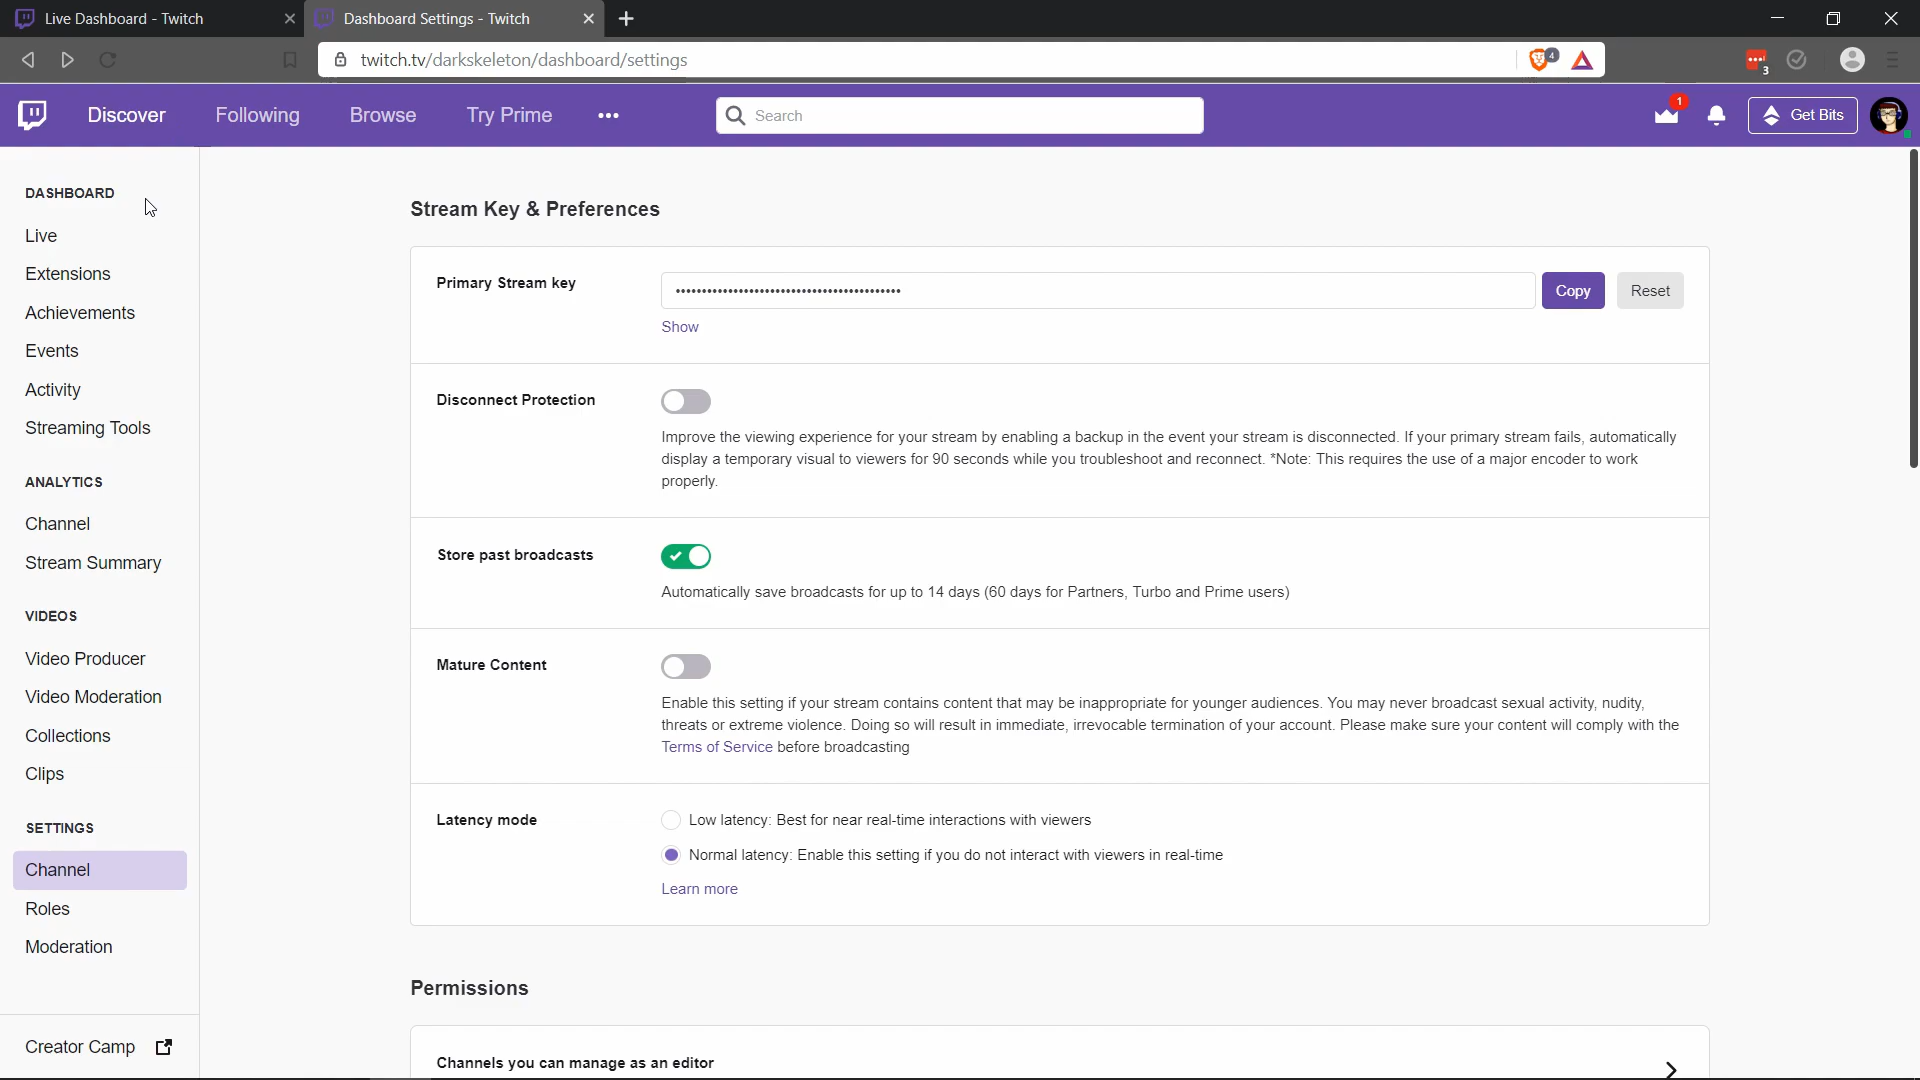 Live Dashboard - Twitch
Dashboard Settings - Twitch
twitch.tv/darkskeleton/dashboard/settings
4
3
Discover
Following
Browse
Try Prime
Search
1
Get Bits
DASHBOARD
Live
Extensions
Achievements
Events
Activity
Streaming Tools
ANALYTICS
Channel
Stream Summary
VIDEOS
Video Producer
Video Moderation
Collections
Clips
SETTINGS
Channel
Roles
Moderation
Creator Camp
Stream Key & Preferences
Primary Stream key
Copy
Reset
Show
Disconnect Protection
Improve the viewing experience for your stream by enabling a backup in the event your stream is disconnected. If your primary stream fails, automatically
display a temporary visual to viewers for 90 seconds while you troubleshoot and reconnect. *Note: This requires the use of a major encoder to work
properly.
Store past broadcasts
Automatically save broadcasts for up to 14 days (60 days for Partners, Turbo and Prime users)
Mature Content
Enable this setting if your stream contains content that may be inappropriate for younger audiences. You may never broadcast sexual activity, nudity,
threats or extreme violence. Doing so will result in immediate, irrevocable termination of your account. Please make sure your content will comply with the
Terms of Service before broadcasting
Latency mode
Low latency: Best for near real-time interactions with viewers
Normal latency: Enable this setting if you do not interact with viewers in real-time
Learn more
Permissions
Channels you can manage as an editor